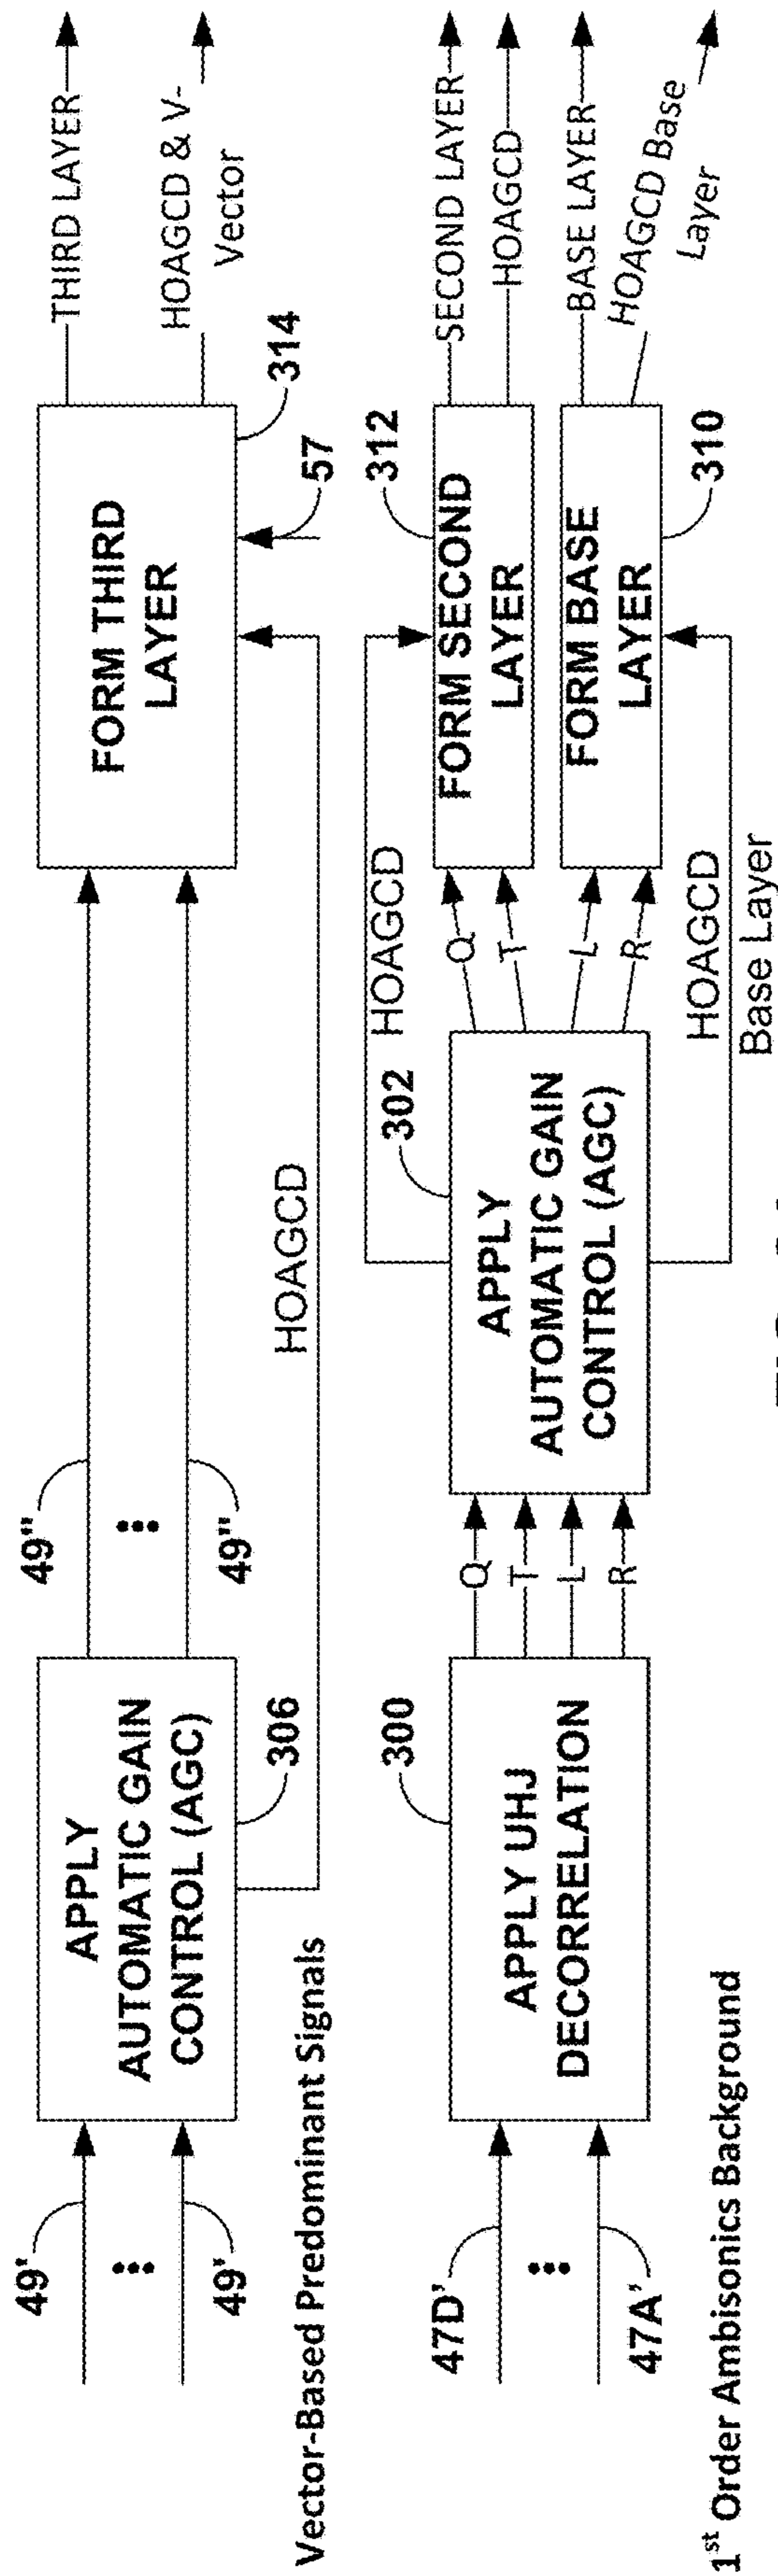 49'
49'
Vector-Based Predominant Signals
APPLY
AUTOMATIC GAIN
CONTROL (AGC)
306
49"
49"
HOAGCD
FORM THIRD
LAYER
314
57
THIRD LAYER
HOAGCD & V-
Vector
47D'
47A'
1st Order Ambisonics Background
APPLY UHJ
DECORRELATION
300
Q
T
L
R
APPLY
AUTOMATIC GAIN
CONTROL (AGC)
302
HOAGCD
Q
T
L
R
HOAGCD
Base Layer
FORM SECOND
LAYER
312
FORM BASE
LAYER
310
SECOND LAYER
HOAGCD
BASE LAYER
HOAGCD Base
Layer